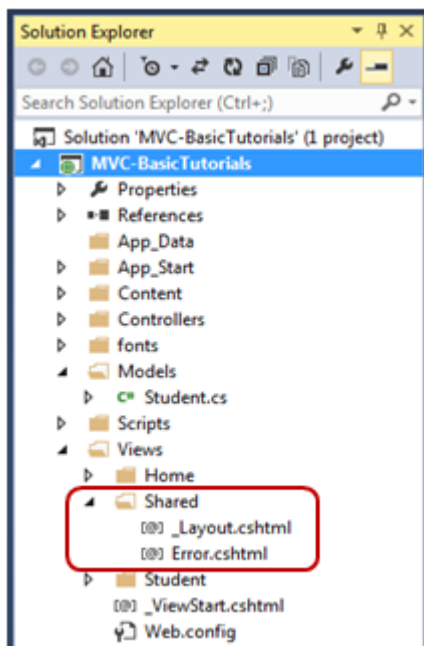 Solution Explorer
Search Solution Explorer (Ctrl+;)
Solution 'MVC-BasicTutorials' (1 project)
MVC-BasicTutorials
Properties
References
App_Data
App_Start
Content
Controllers
fonts
Models
C# Student.cs
Scripts
Views
Home
Shared
[@] _Layout.cshtml
[@] Error.cshtml
Student
[@] _ViewStart.cshtml
Web.config